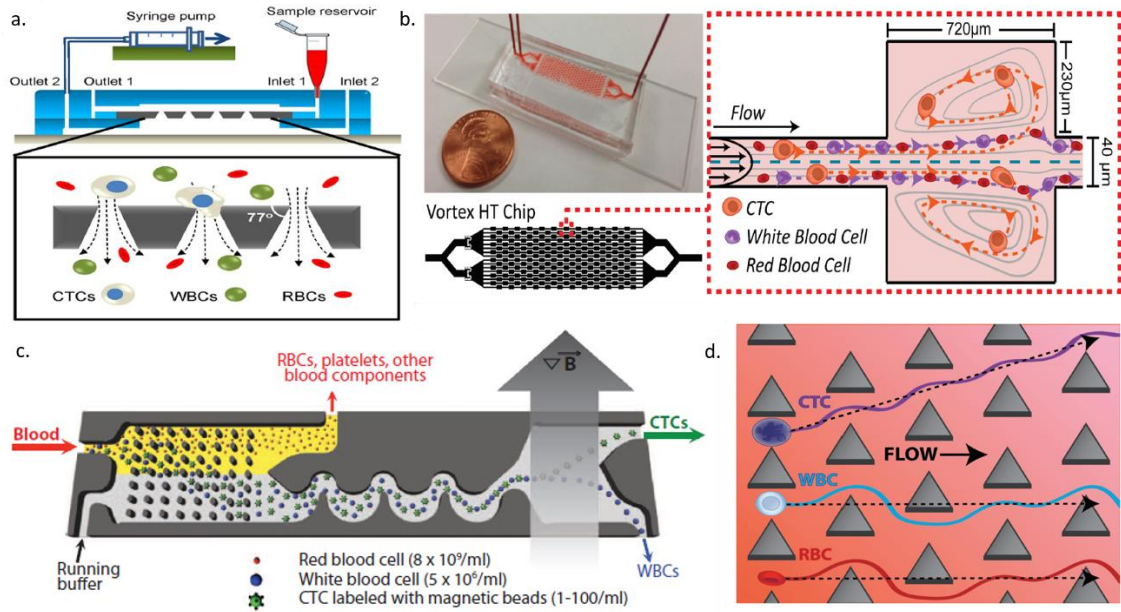 a.
Syringe pump
Sample reservoir
Outlet 2
Outlet 1
Inlet 1
Inlet 2
77°
CTCs
WBCs
RBCs
b.
Vortex HT Chip
720µm
230µm
40 µm
Flow
CTC
White Blood Cell
Red Blood Cell
c.
RBCs, platelets, other
blood components
▽ B
Blood
CTCs
Running
buffer
WBCs
Red blood cell (8 x 10⁹/ml)
White blood cell (5 x 10⁶/ml)
CTC labeled with magnetic beads (1-100/ml)
d.
CTC
FLOW
WBC
RBC